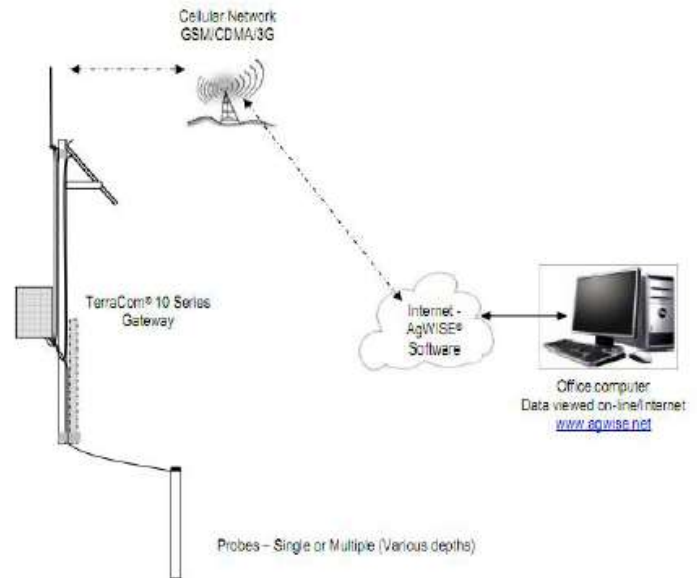 Cellular Network
GSM/CDMA/3G
TerraCom® 10 Series
Gateway
Internet -
AgWISE®
Software
Office computer
Data viewed on-line/Internet
www.agwise.net
Probes – Single or Multiple (Various depths)